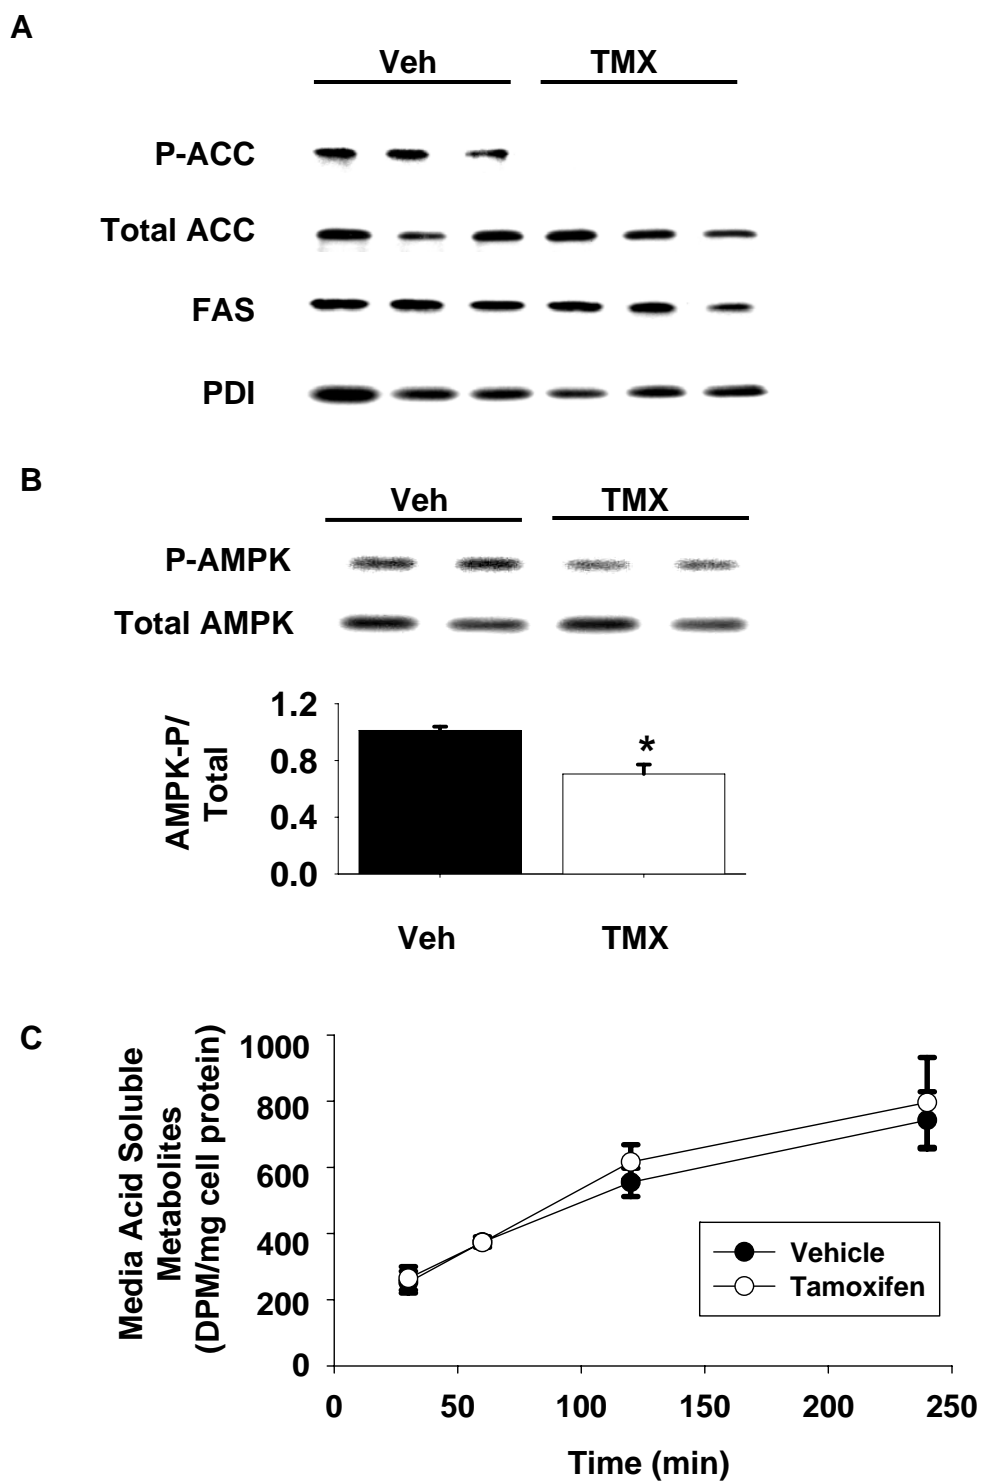 A
Veh TMX
P-ACC
Total ACC
FAS
PDI
B
Veh TMX
P-AMPK
Total AMPK
AMPK-P/
Total
1.2
0.8
0.4
0.0
*
Veh TMX
C
Media Acid Soluble
Metabolites
(DPM/mg cell protein)
1000
800
600
400
200
0
Vehicle
Tamoxifen
0 50 100 150 200 250
Time (min)